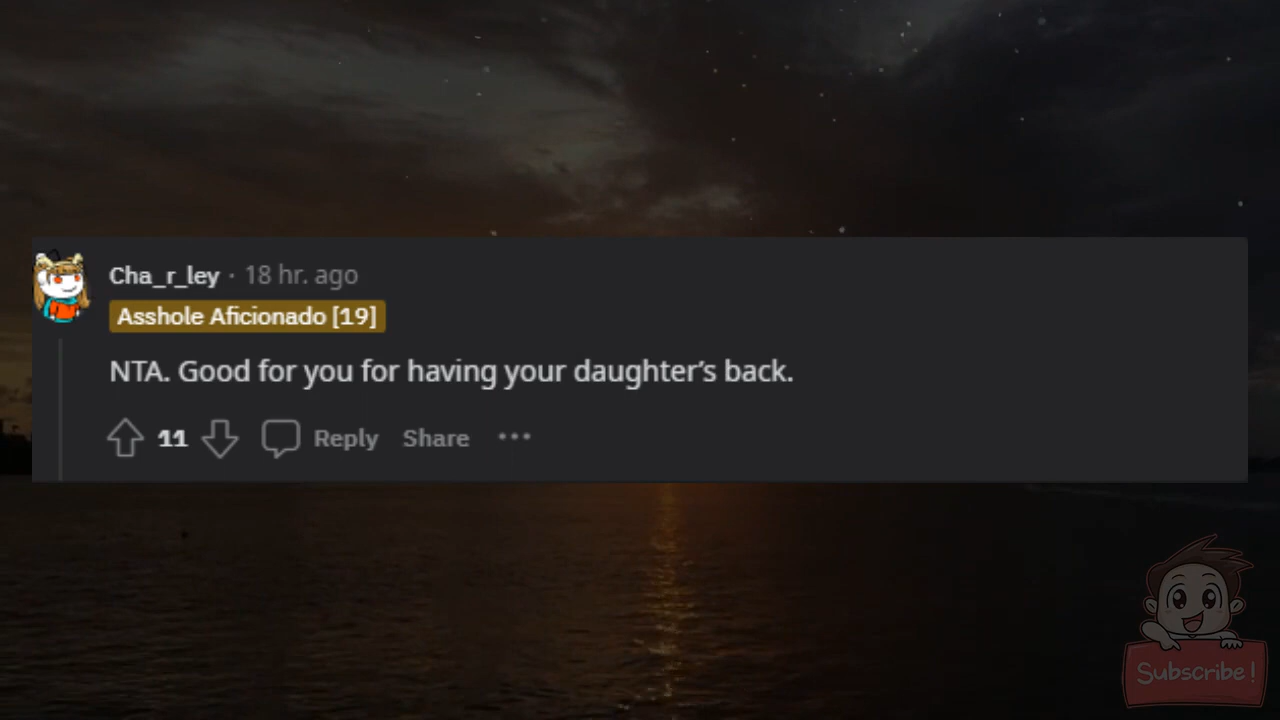 Cha_r_ley · 18 hr. ago
Asshole Aficionado [19]
NTA. Good for you for having your daughter’s back.
11 Reply Share •••
Subscribe!